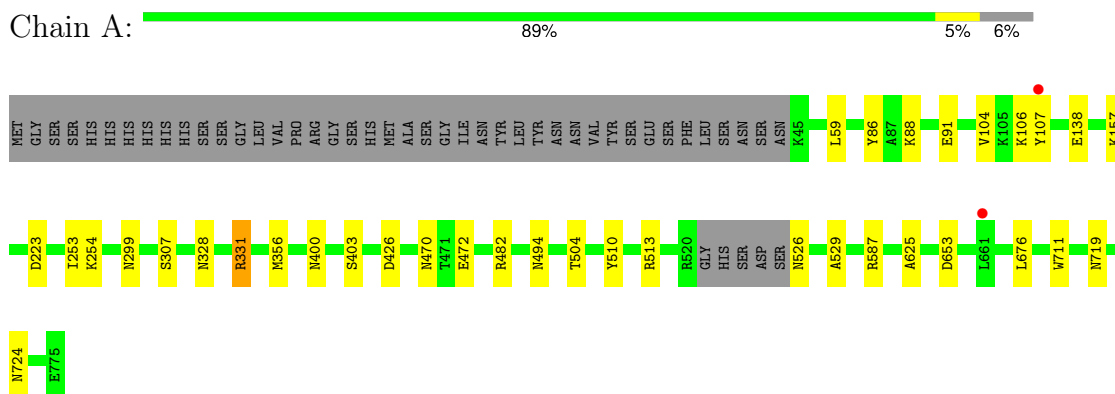 Chain A:
89% 5% 6%
MET GLY SER SER HIS HIS HIS HIS HIS HIS SER SER GLY LEU VAL PRO ARG GLY SER HIS MET ALA SER GLY ILE ASN TYR LEU TYR ASN ASN VAL TYR SER GLU SER PHE LEU SER ASN SER ASN K45 L59 Y86 A87 K88 E91 V104 K105 K106 Y107 E138 K157
D223 I253 K254 N299 S307 N328 R331 M356 N400 S403 D426 N470 T471 E472 R482 N494 T504 Y510 R513 R520 GLY HIS SER ASP SER N526 A529 R587 A625 D653 L661 L676 W711 N719
N724 E775